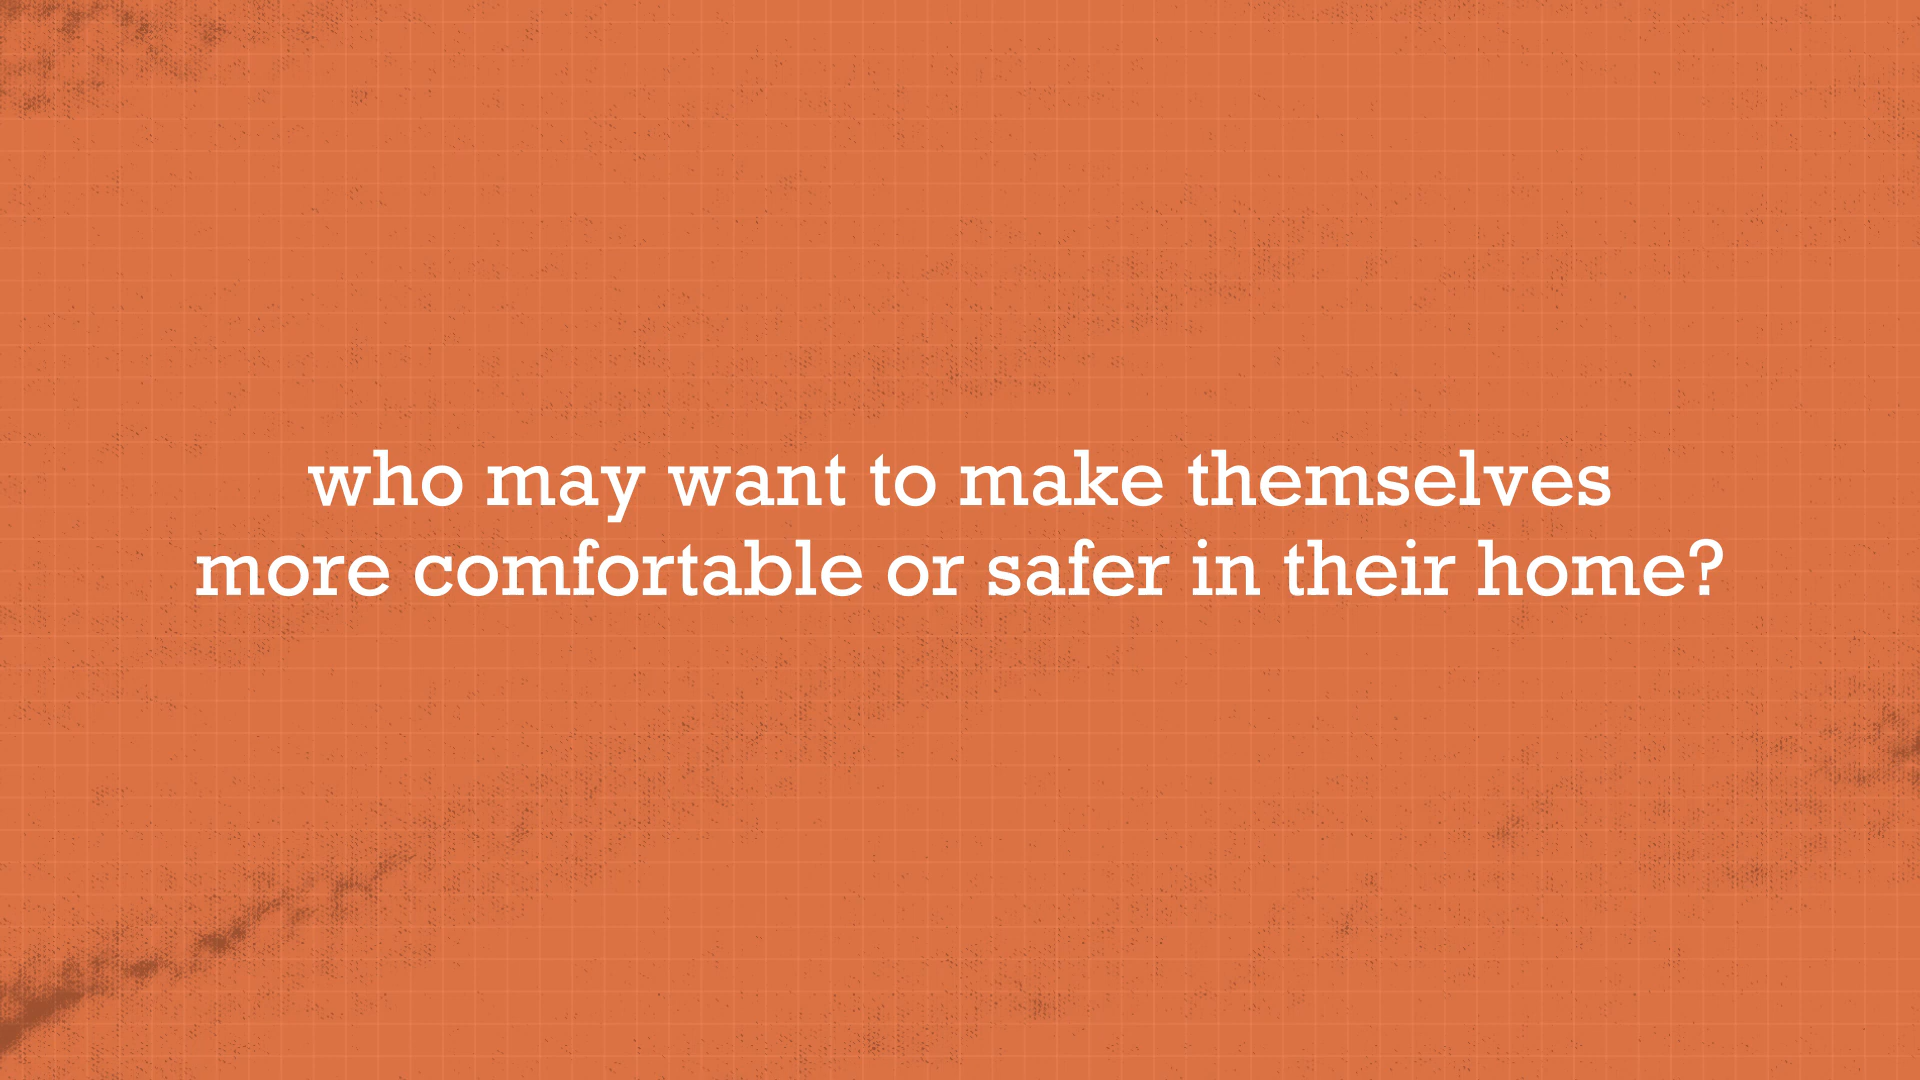 who may want to make themselves
more comfortable or safer in their home?